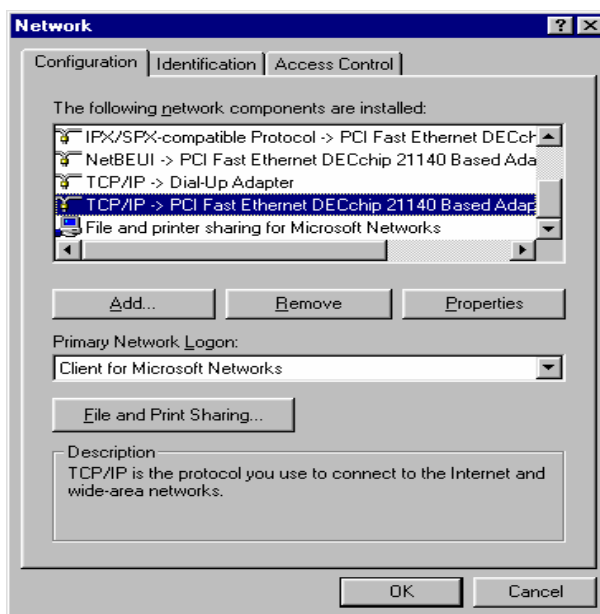 Network
Configuration Identification Access Control
The following network components are installed:
IPX/SPX-compatible Protocol -> PCI Fast Ethernet DECch
NetBEUI -> PCI Fast Ethernet DECchip 21140 Based Ada
TCP/IP -> Dial-Up Adapter
TCP/IP -> PCI Fast Ethernet DECchip 21140 Based Adap
File and printer sharing for Microsoft Networks
Add... Remove Properties
Primary Network Logon:
Client for Microsoft Networks
File and Print Sharing...
Description
TCP/IP is the protocol you use to connect to the Internet and
wide-area networks.
OK Cancel